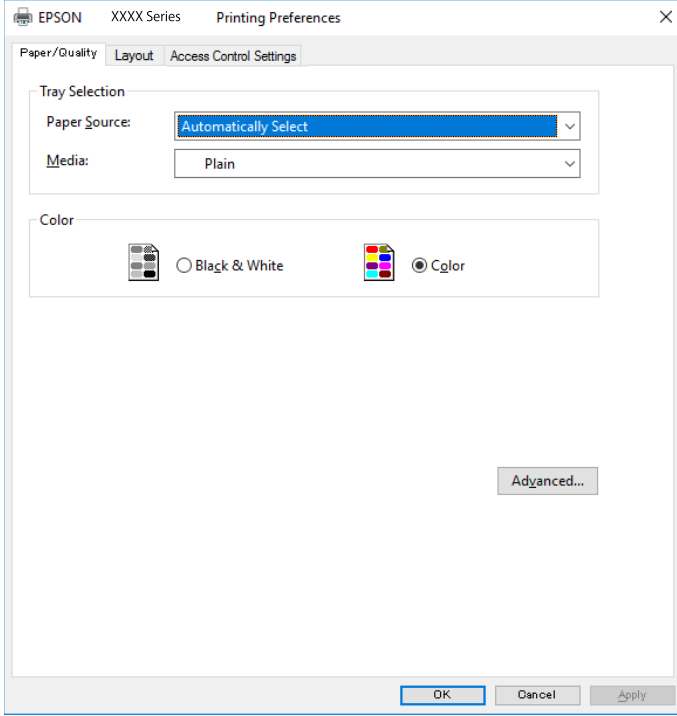 EPSON XXXX Series Printing Preferences
Paper/Quality Layout Access Control Settings
Tray Selection
Paper Source: Automatically Select
Media: Plain
Color
Black & White Color
Advanced...
OK Cancel Apply